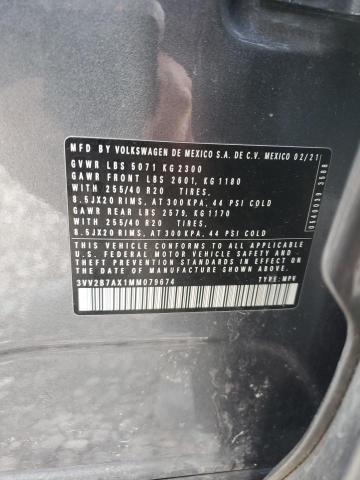 MFD BY VOLKSWAGEN DE MEXICO S.A. DE C.V. MEXICO 02/21
GVWR LBS 5071 KG 2300
GAWR FRONT LBS 2601, KG 1180
WITH 255/40 R20 TIRES,
8.5JX20 RIMS, AT 300 KPA, 44 PSI COLD
GAWR REAR LBS 2579, KG 1170
WITH 255/40 R20 TIRES,
8.5JX20 RIMS, AT 300 KPA, 44 PSI COLD
THIS VEHICLE CONFORMS TO ALL APPLICABLE
U.S. FEDERAL MOTOR VEHICLE SAFETY AND
THEFT PREVENTION STANDARDS IN EFFECT
ON THE DATE OF MANUFACTURE SHOWN ABOVE
3VV2B7AX1MM079674 TYPE: MPV